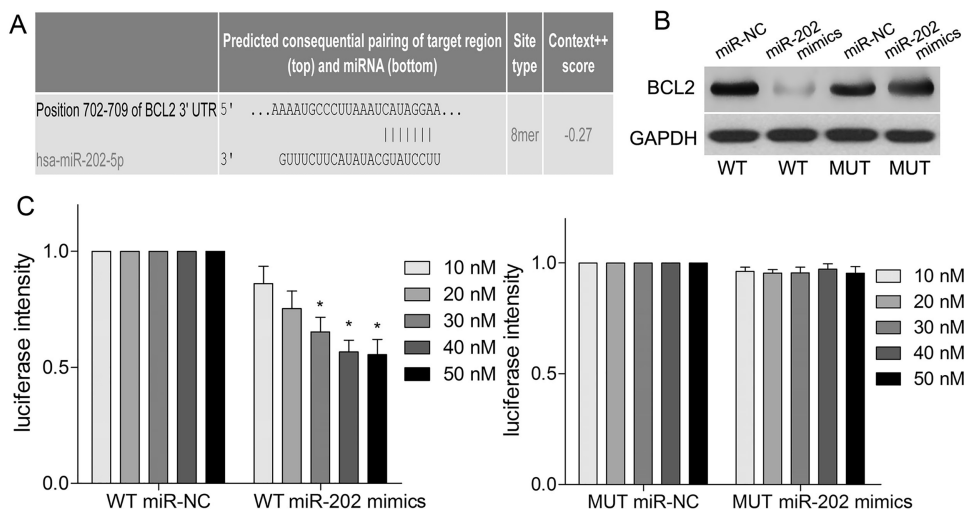 A
Predicted consequential pairing of target region
(top) and miRNA (bottom)
Site
type
Context++
score
Position 702-709 of BCL2 3' UTR 5' ...AAAAUGCCCUUAAAUCAUAGGAA...
|||||||
8mer
-0.27
hsa-miR-202-5p 3' GUUUCUUCAUAUACGUAUCCUU
B
miR-NC
miR-202
mimics
miR-NC
miR-202
mimics
BCL2
GAPDH
WT WT MUT MUT
C
luciferase intensity
1.0
0.5
0.0
* * *
WT miR-NC WT miR-202 mimics
10 nM
20 nM
30 nM
40 nM
50 nM
luciferase intensity
1.0
0.5
0.0
MUT miR-NC MUT miR-202 mimics
10 nM
20 nM
30 nM
40 nM
50 nM